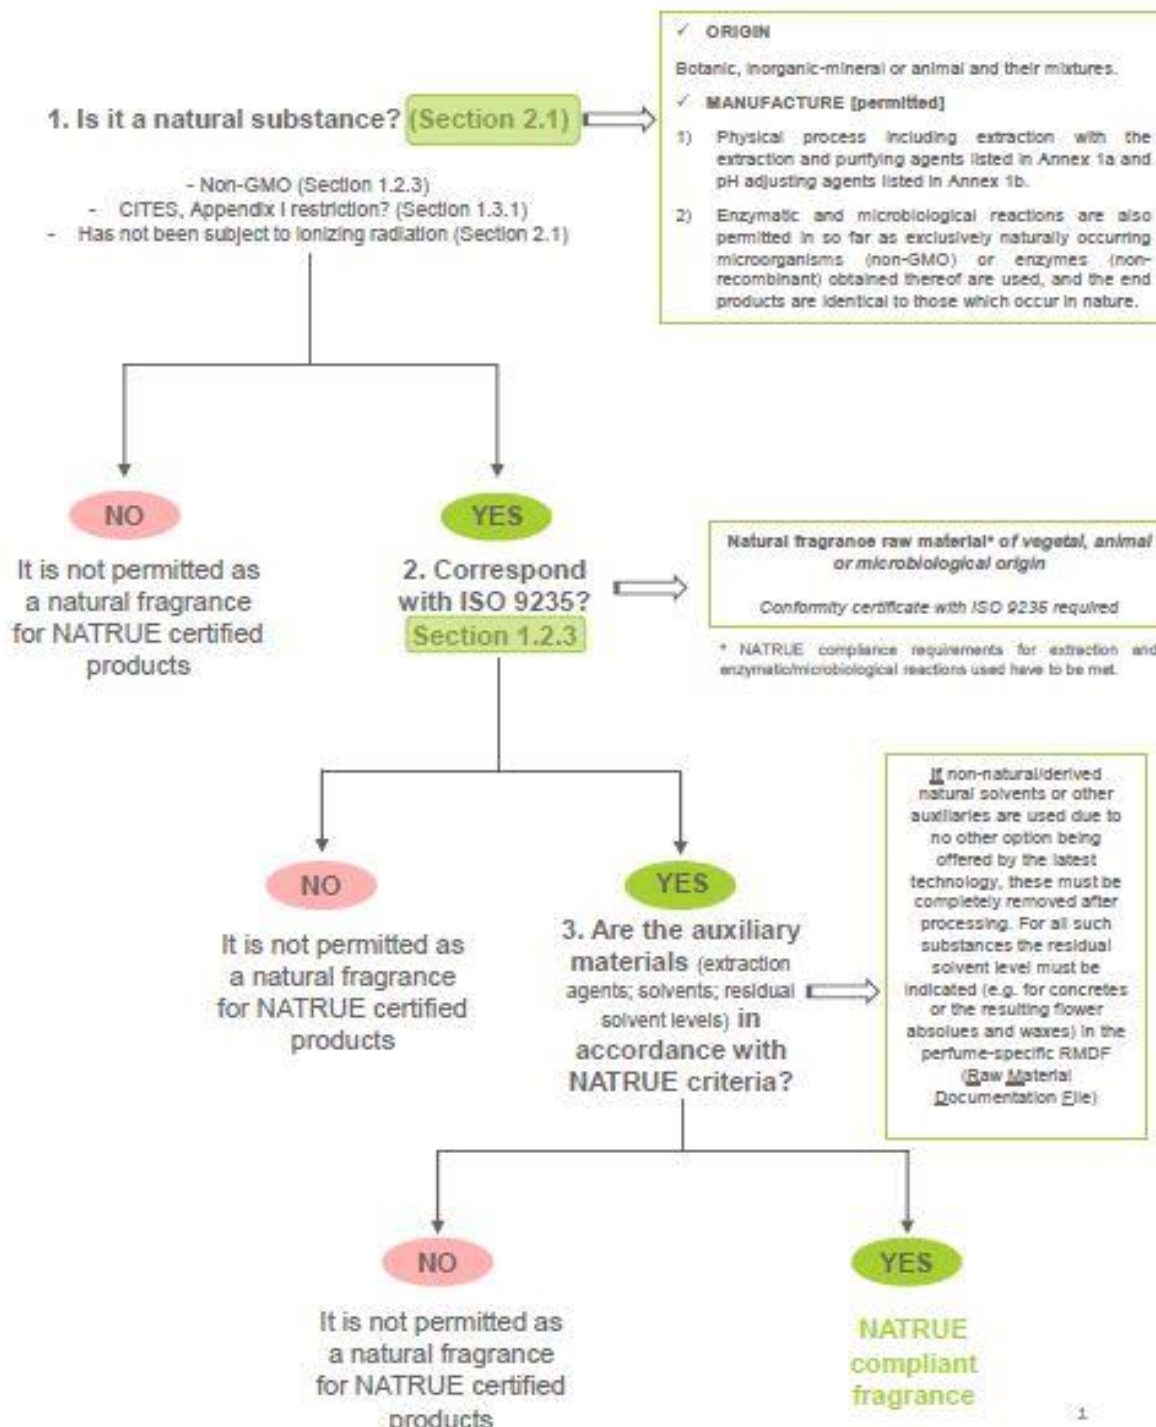 ✓ ORIGIN
Botanic, inorganic-mineral or animal and their mixtures.
✓ MANUFACTURE [permitted]
1) Physical process including extraction with the
extraction and purifying agents listed in Annex 1a and
pH adjusting agents listed in Annex 1b.
2) Enzymatic and microbiological reactions are also
permitted in so far as exclusively naturally occurring
microorganisms (non-GMO) or enzymes (non-
recombinant) obtained thereof are used, and the end
products are identical to those which occur in nature.
1. Is it a natural substance? (Section 2.1)
- Non-GMO (Section 1.2.3)
- CITES, Appendix I restriction? (Section 1.3.1)
- Has not been subject to ionizing radiation (Section 2.1)
NO
It is not permitted as
a natural fragrance
for NATRUE certified
products
YES
2. Correspond
with ISO 9235?
Section 1.2.3
Natural fragrance raw material* of vegetal, animal
or microbiological origin
Conformity certificate with ISO 9235 required
* NATRUE compliance requirements for extraction and
enzymatic/microbiological reactions used have to be met.
NO
It is not permitted as
a natural fragrance
for NATRUE certified
products
YES
3. Are the auxiliary
materials (extraction
agents; solvents; residual
solvent levels) in
accordance with
NATRUE criteria?
If non-natural/derived
natural solvents or other
auxiliaries are used due to
no other option being
offered by the latest
technology, these must be
completely removed after
processing. For all such
substances the residual
solvent level must be
indicated (e.g. for concretes
or the resulting flower
absolues and waxes) in the
perfume-specific RMDF
(Raw Material
Documentation File)
NO
It is not permitted as
a natural fragrance
for NATRUE certified
products
YES
NATRUE
compliant
fragrance
1